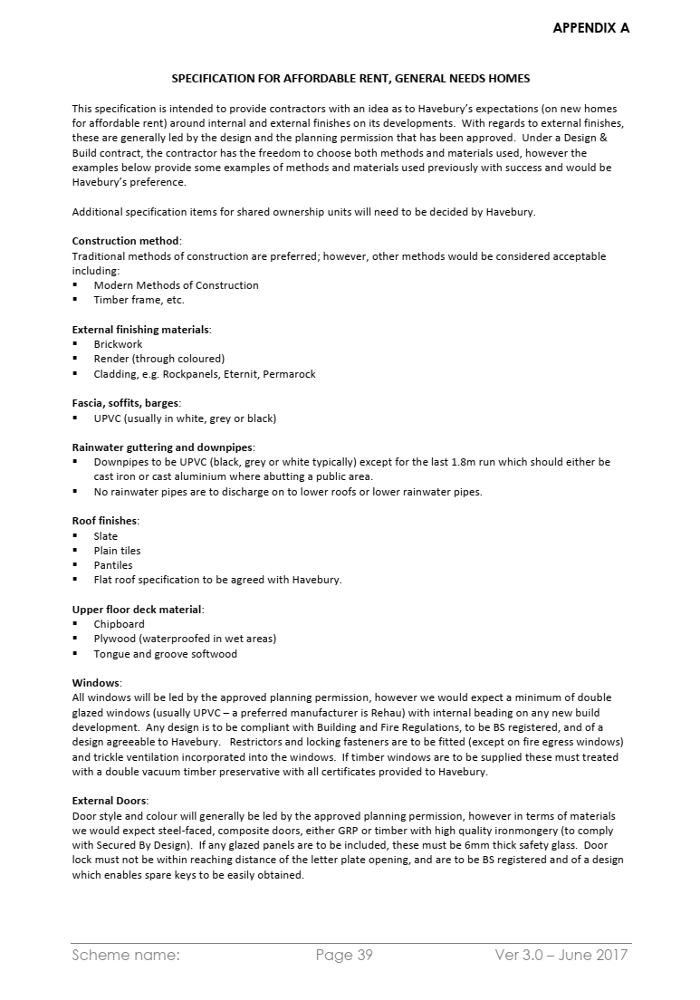 APPENDIX A
SPECIFICATION FOR AFFORDABLE RENT, GENERAL NEEDS HOMES
This specification is intended to provide contractors with an idea as to Havebury’s expectations (on new homes
for affordable rent) around internal and external finishes on its developments.  With regards to external finishes,
these are generally led by the design and the planning permission that has been approved.  Under a Design &
Build contract, the contractor has the freedom to choose both methods and materials used, however the
examples below provide some examples of methods and materials used previously with success and would be
Havebury’s preference.
Additional specification items for shared ownership units will need to be decided by Havebury.
Construction method:
Traditional methods of construction are preferred; however, other methods would be considered acceptable
including:
▪ Modern Methods of Construction
▪ Timber frame, etc.
External finishing materials:
▪ Brickwork
▪ Render (through coloured)
▪ Cladding, e.g. Rockpanels, Eternit, Permarock
Fascia, soffits, barges:
▪ UPVC (usually in white, grey or black)
Rainwater guttering and downpipes:
▪ Downpipes to be UPVC (black, grey or white typically) except for the last 1.8m run which should either be
cast iron or cast aluminium where abutting a public area.
▪ No rainwater pipes are to discharge on to lower roofs or lower rainwater pipes.
Roof finishes:
▪ Slate
▪ Plain tiles
▪ Pantiles
▪ Flat roof specification to be agreed with Havebury.
Upper floor deck material:
▪ Chipboard
▪ Plywood (waterproofed in wet areas)
▪ Tongue and groove softwood
Windows:
All windows will be led by the approved planning permission, however we would expect a minimum of double
glazed windows (usually UPVC – a preferred manufacturer is Rehau) with internal beading on any new build
development.  Any design is to be compliant with Building and Fire Regulations, to be BS registered, and of a
design agreeable to Havebury.   Restrictors and locking fasteners are to be fitted (except on fire egress windows)
and trickle ventilation incorporated into the windows.  If timber windows are to be supplied these must treated
with a double vacuum timber preservative with all certificates provided to Havebury.
External Doors:
Door style and colour will generally be led by the approved planning permission, however in terms of materials
we would expect steel-faced, composite doors, either GRP or timber with high quality ironmongery (to comply
with Secured By Design).  If any glazed panels are to be included, these must be 6mm thick safety glass.  Door
lock must not be within reaching distance of the letter plate opening, and are to be BS registered and of a design
which enables spare keys to be easily obtained.
Scheme name: Page 39 Ver 3.0 – June 2017